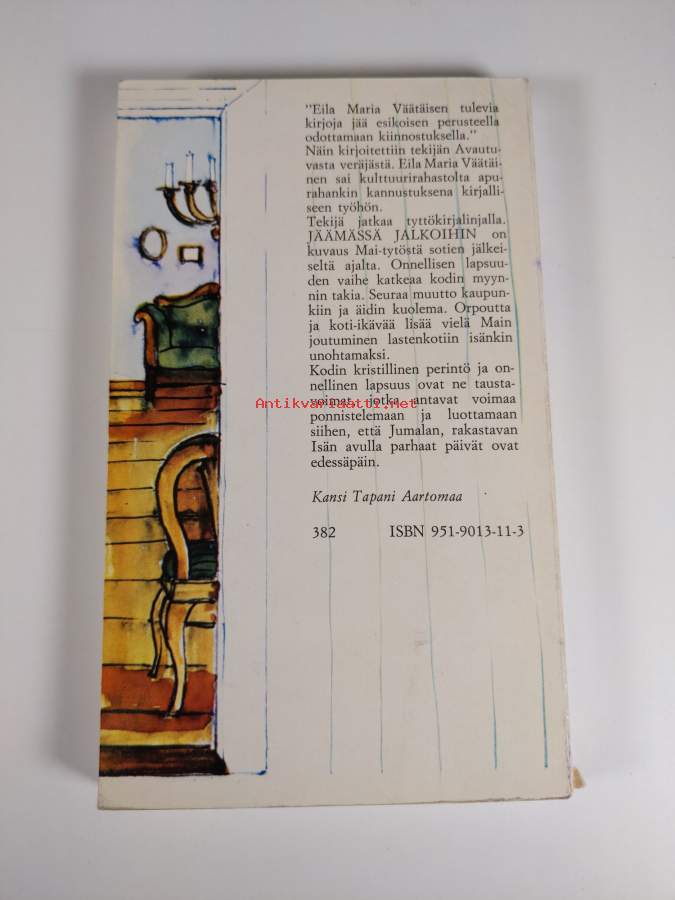 "Eila Maria Väätäisen tulevia
kirjoja jää esikoisen perusteella
odottamaan kiinnostuksella."
Näin kirjoitettiin tekijän Avautu-
vasta veräjästä. Eila Maria Väätäi-
nen sai kulttuurirahastolta apu-
rahankin kannustuksena kirjalli-
seen työhön.
Tekijä jatkaa tyttökirjalinjalla.
JÄÄMÄSSÄ JALKOIHIN on
kuvaus Mai-tytöstä sotien jälkei-
seltä ajalta. Onnellisen lapsuu-
den vaihe katkeaa kodin myyn-
nin takia. Seuraa muutto kaupun-
kiin ja äidin kuolema. Orpoutta
ja koti-ikävää lisää vielä Main
joutuminen lastenkotiin isänkin
unohtamaksi.
Kodin kristillinen perintö ja on-
nellinen lapsuus ovat ne tausta-
voimat, jotka antavat voimaa
Antikvariaatti.net
ponnistelemaan ja luottamaan
siihen, että Jumalan, rakastavan
Isän avulla parhaat päivät ovat
edessäpäin.
Kansi Tapani Aartomaa
382 ISBN 951-9013-11-3